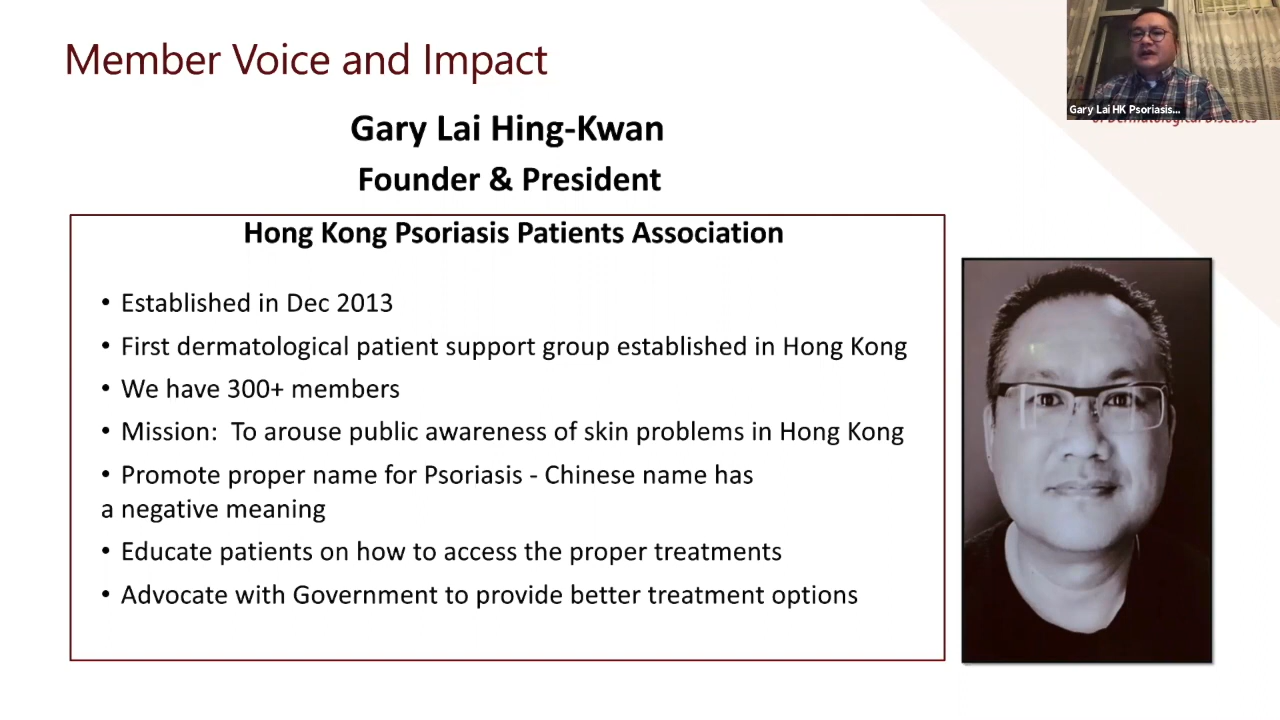 Member Voice and Impact
Gary Lai HK Psoriasis...
of Dermatological Diseases
Gary Lai Hing-Kwan
Founder & President
Hong Kong Psoriasis Patients Association
• Established in Dec 2013
• First dermatological patient support group established in Hong Kong
• We have 300+ members
• Mission:  To arouse public awareness of skin problems in Hong Kong
• Promote proper name for Psoriasis - Chinese name has
a negative meaning
• Educate patients on how to access the proper treatments
• Advocate with Government to provide better treatment options